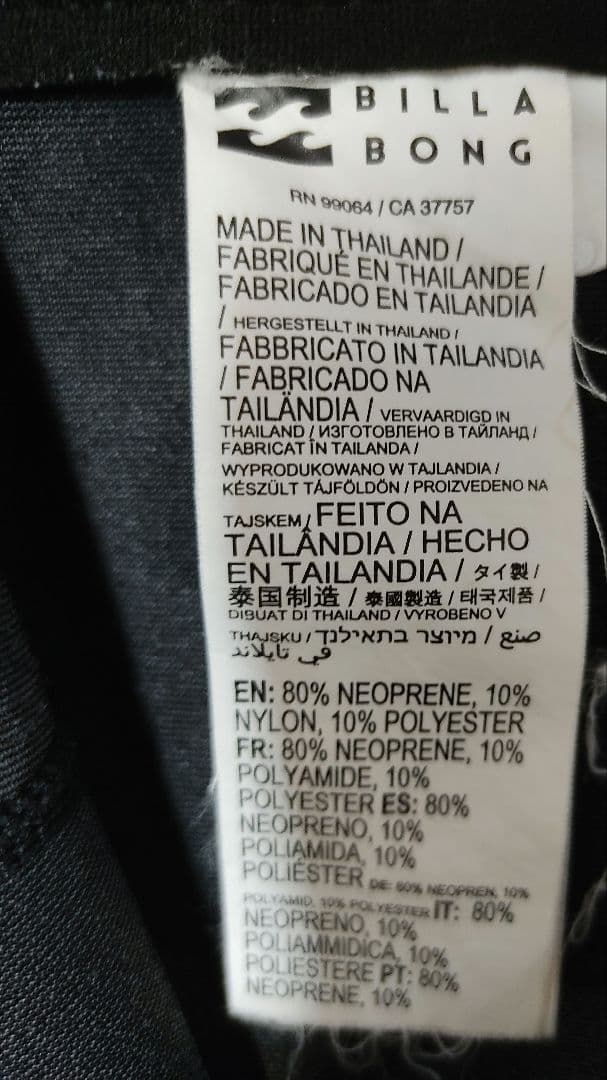 BILLA
BONG
RN 99064 / CA 37757
MADE IN THAILAND /
FABRIQUÉ EN THAILANDE /
FABRICADO EN TAILANDIA
/ HERGESTELLT IN THAILAND /
FABBRICATO IN TAILANDIA
/ FABRICADO NA
TAILÄNDIA / VERVAARDIGD IN
THAILAND / ИЗГОТОВЛЕНО В ТАЙЛАНД /
FABRICAT ÎN TAILANDA /
WYPRODUKOWANO W TAJLANDIA /
KÉSZÜLT TÁJFÖLDÖN / PROIZVEDENO NA
TAJSKEM / FEITO NA
TAILÂNDIA / HECHO
EN TAILANDIA / タイ製 /
泰国制造 / 泰國製造 / 태국제품 /
DIBUAT DI THAILAND / VYROBENO V
THAJSKU / מיוצר בתאילנד / صنع
في تايلاند
EN: 80% NEOPRENE, 10%
NYLON, 10% POLYESTER
FR: 80% NEOPRENE, 10%
POLYAMIDE, 10%
POLYESTER ES: 80%
NEOPRENO, 10%
POLIAMIDA, 10%
POLIÉSTER DE: 80% NEOPREN, 10%
POLYAMID, 10% POLYESTER IT: 80%
NEOPRENO, 10%
POLIAMMIDICA, 10%
POLIESTERE PT: 80%
NEOPRENE, 10%